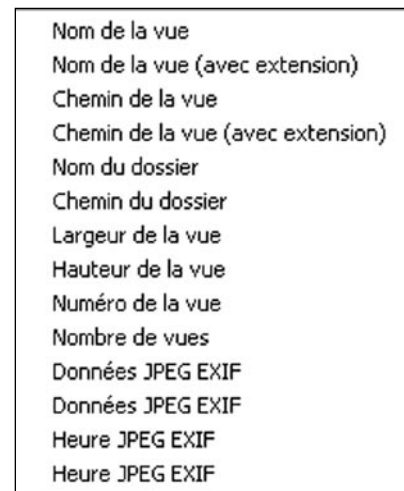 Nom de la vue
Nom de la vue (avec extension)
Chemin de la vue
Chemin de la vue (avec extension)
Nom du dossier
Chemin du dossier
Largeur de la vue
Hauteur de la vue
Numéro de la vue
Nombre de vues
Données JPEG EXIF
Données JPEG EXIF
Heure JPEG EXIF
Heure JPEG EXIF